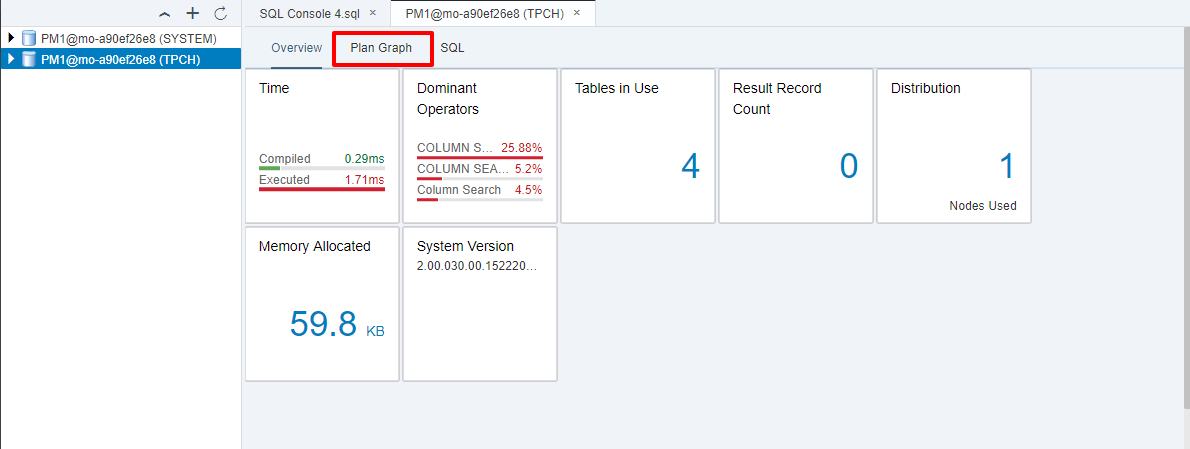 SQL Console 4.sql ×
PM1@mo-a90ef26e8 (TPCH) ×
PM1@mo-a90ef26e8 (SYSTEM)
PM1@mo-a90ef26e8 (TPCH)
Overview
Plan Graph
SQL
Time
Compiled 0.29ms
Executed 1.71ms
Dominant
Operators
COLUMN S... 25.88%
COLUMN SEA... 5.2%
Column Search 4.5%
Tables in Use
4
Result Record
Count
0
Distribution
1
Nodes Used
Memory Allocated
59.8 KB
System Version
2.00.030.00.152220...